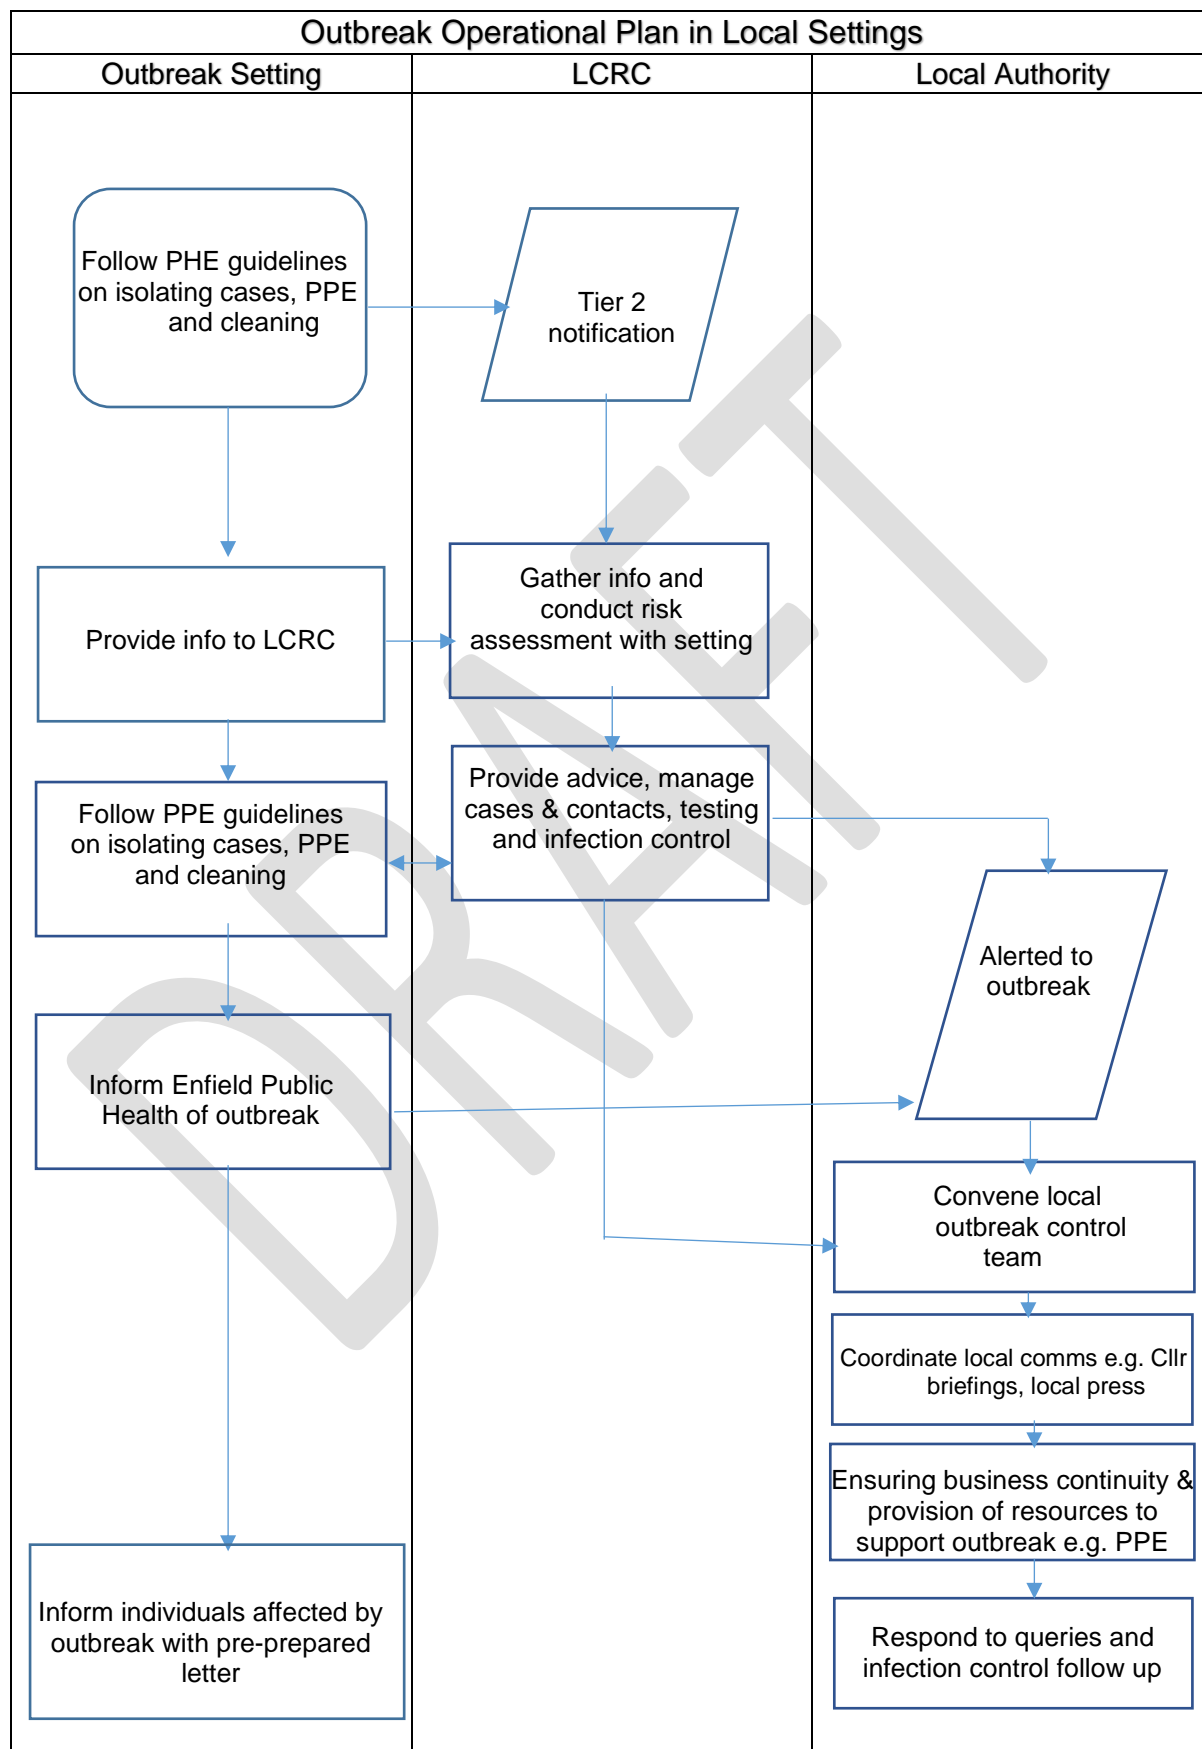 Outbreak Operational Plan in Local Settings
Outbreak Setting
LCRC
Local Authority
Follow PHE guidelines
on isolating cases, PPE
and cleaning
Tier 2
notification
Provide info to LCRC
Gather info and
conduct risk
assessment with setting
Follow PPE guidelines
on isolating cases, PPE
and cleaning
Provide advice, manage
cases & contacts, testing
and infection control
Alerted to
outbreak
Inform Enfield Public
Health of outbreak
Convene local
outbreak control
team
Coordinate local comms e.g. Cllr
briefings, local press
Ensuring business continuity &
provision of resources to
support outbreak e.g. PPE
Inform individuals affected by
outbreak with pre-prepared
letter
Respond to queries and
infection control follow up
DRAFT